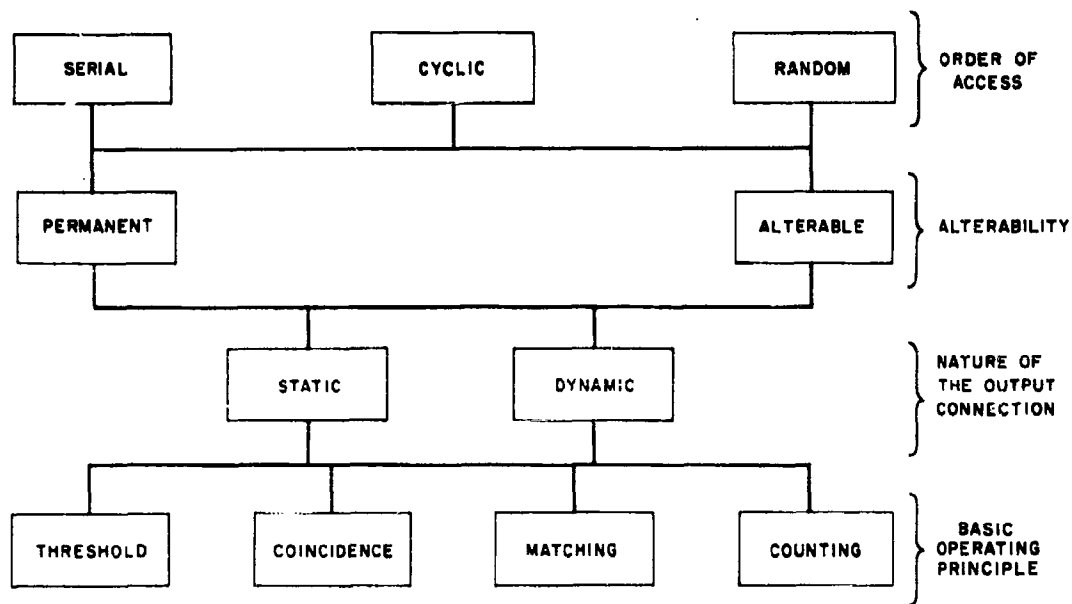 SERIAL
CYCLIC
RANDOM
ORDER OF
ACCESS
PERMANENT
ALTERABLE
ALTERABILITY
STATIC
DYNAMIC
NATURE OF
THE OUTPUT
CONNECTION
THRESHOLD
COINCIDENCE
MATCHING
COUNTING
BASIC
OPERATING
PRINCIPLE